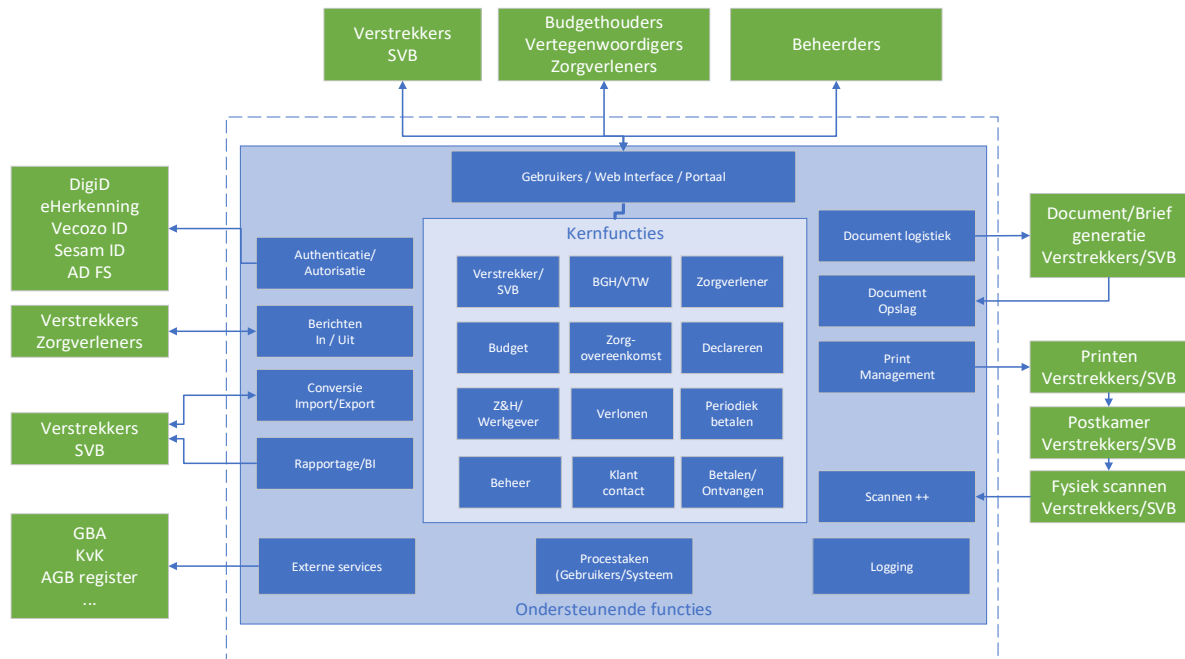 Verstrekkers
SVB
Budgethouders
Vertegenwoordigers
Zorgverleners
Beheerders
Gebruikers / Web Interface / Portaal
DigiD
eHerkenning
Vecozo ID
Sesam ID
AD FS
Verstrekkers
Zorgverleners
Verstrekkers
SVB
GBA
KvK
AGB register
...
Authenticatie/
Autorisatie
Berichten
In / Uit
Conversie
Import/Export
Rapportage/BI
Externe services
Kernfuncties
Verstrekker/
SVB
BGH/VTW
Zorgverlener
Budget
Zorg-
overeenkomst
Declareren
Z&H/
Werkgever
Verlonen
Periodiek
betalen
Beheer
Klant
contact
Betalen/
Ontvangen
Procestaken
(Gebruikers/Systeem
Ondersteunende functies
Document logistiek
Document
Opslag
Print
Management
Scannen ++
Logging
Document/Brief
generatie
Verstrekkers/SVB
Printen
Verstrekkers/SVB
Postkamer
Verstrekkers/SVB
Fysiek scannen
Verstrekkers/SVB